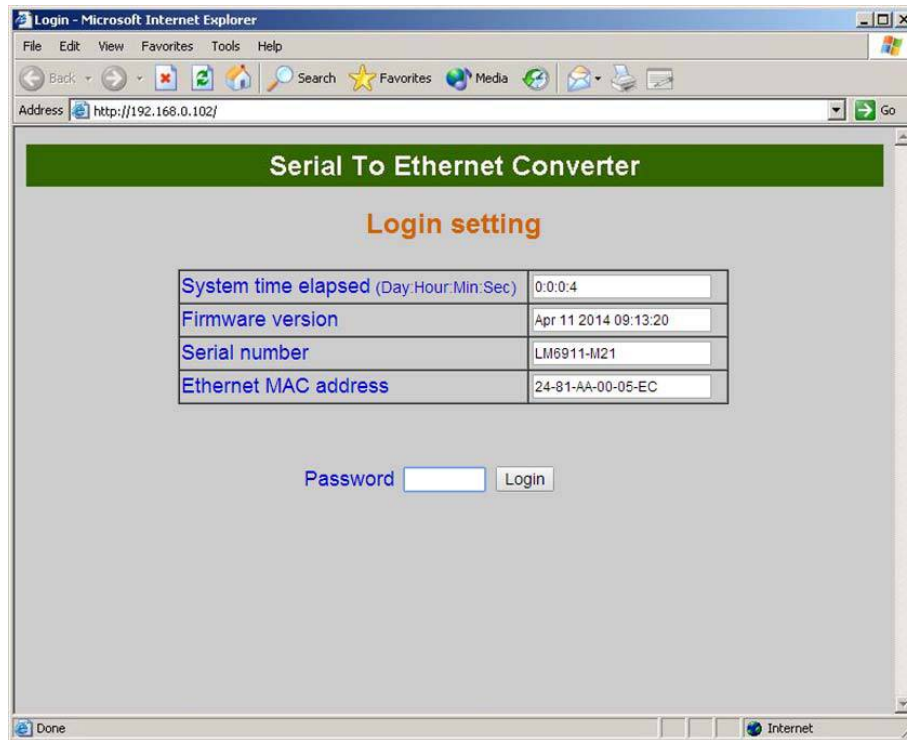 Login - Microsoft Internet Explorer
File Edit View Favorites Tools Help
Back Search Favorites Media
Address http://192.168.0.102/ Go
Serial To Ethernet Converter
Login setting
System time elapsed (Day:Hour:Min:Sec) 0:0:0:4
Firmware version Apr 11 2014 09:13:20
Serial number LM6911-M21
Ethernet MAC address 24-81-AA-00-05-EC
Password Login
Done Internet